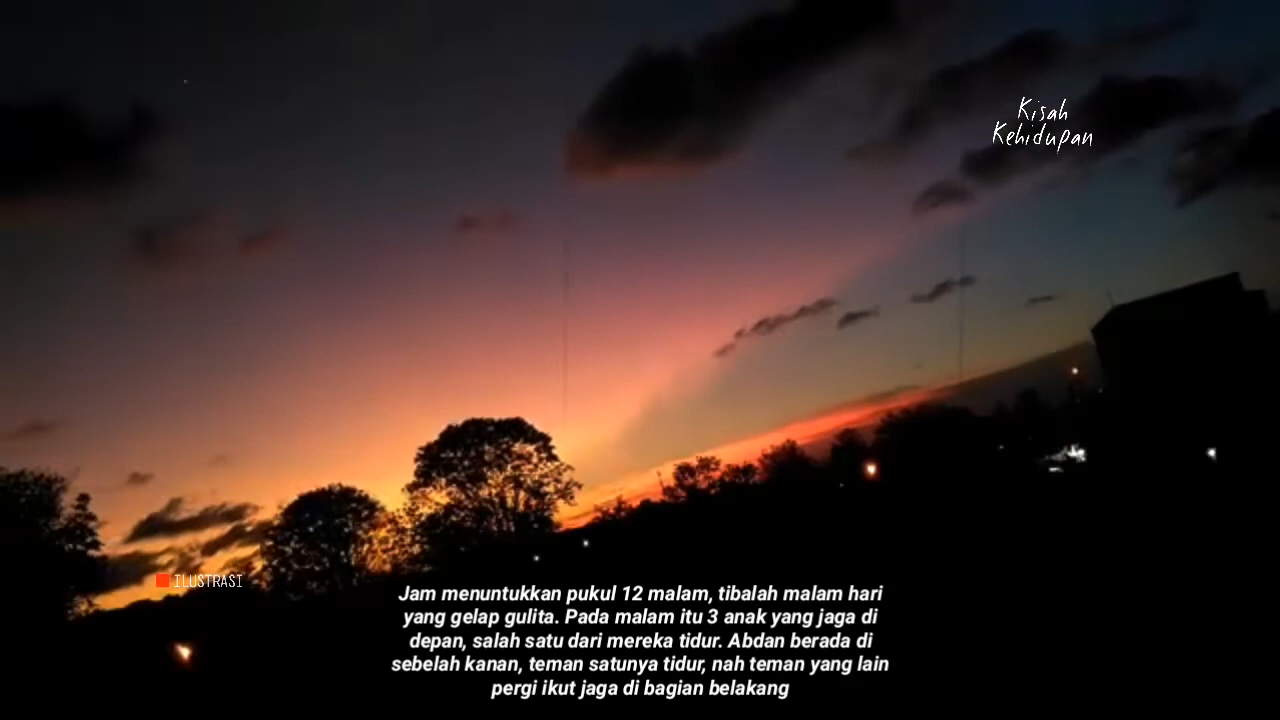 Kisah
Kehidupan
ILUSTRASI
Jam menuntukkan pukul 12 malam, tibalah malam hari
yang gelap gulita. Pada malam itu 3 anak yang jaga di
depan, salah satu dari mereka tidur. Abdan berada di
sebelah kanan, teman satunya tidur, nah teman yang lain
pergi ikut jaga di bagian belakang